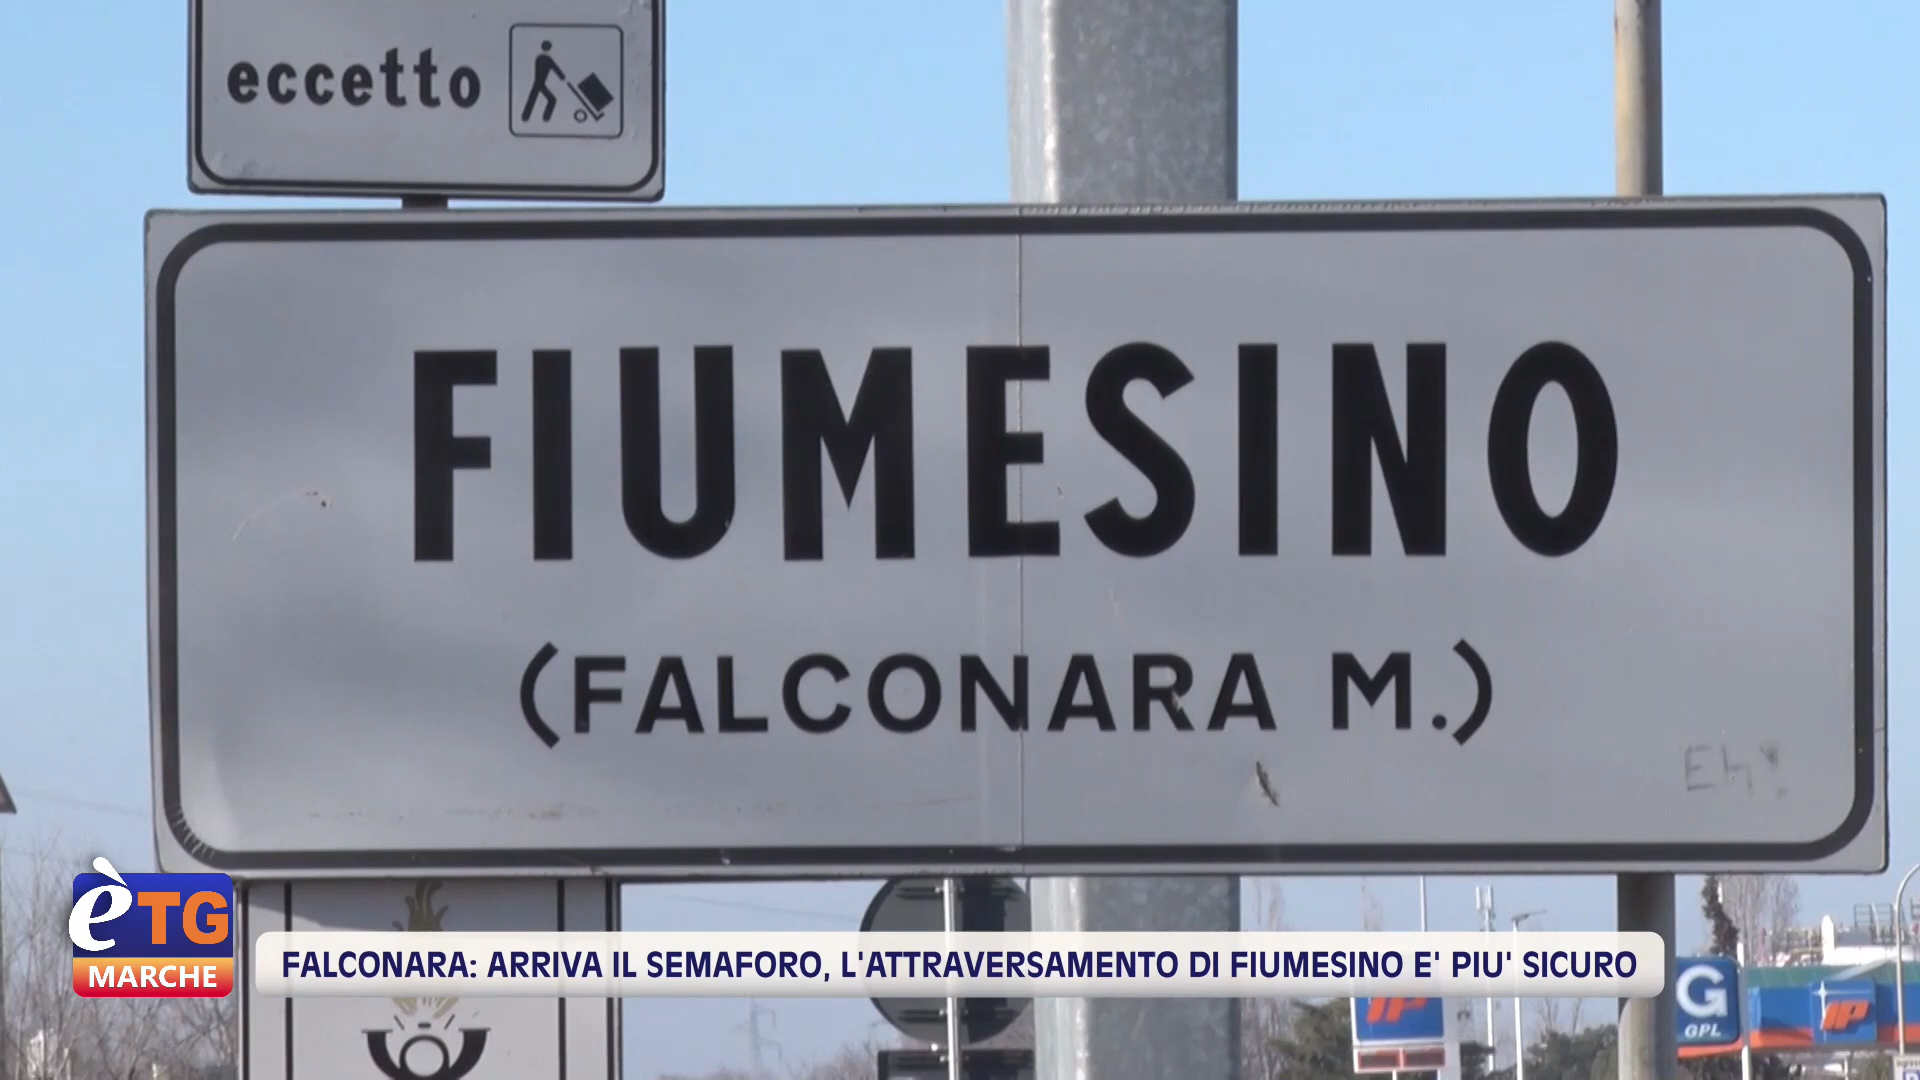 eccetto
FIUMESINO
(FALCONARA M.)
Eh!
èTG
MARCHE
FALCONARA: ARRIVA IL SEMAFORO, L'ATTRAVERSAMENTO DI FIUMESINO E' PIU' SICURO
G
GPL
IP
IP